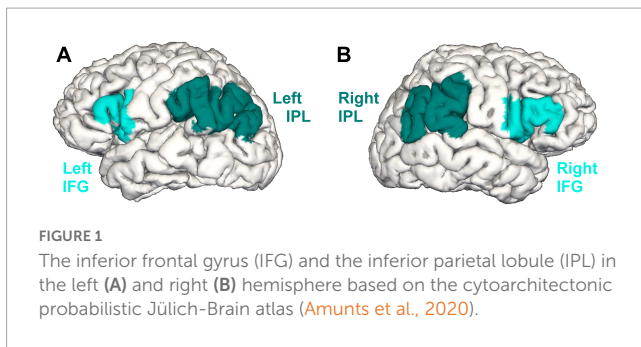 A
B
Left
IPL
Right
IPL
Left
IFG
Right
IFG
FIGURE 1
The inferior frontal gyrus (IFG) and the inferior parietal lobule (IPL) in
the left (A) and right (B) hemisphere based on the cytoarchitectonic
probabilistic Jülich-Brain atlas (Amunts et al., 2020).